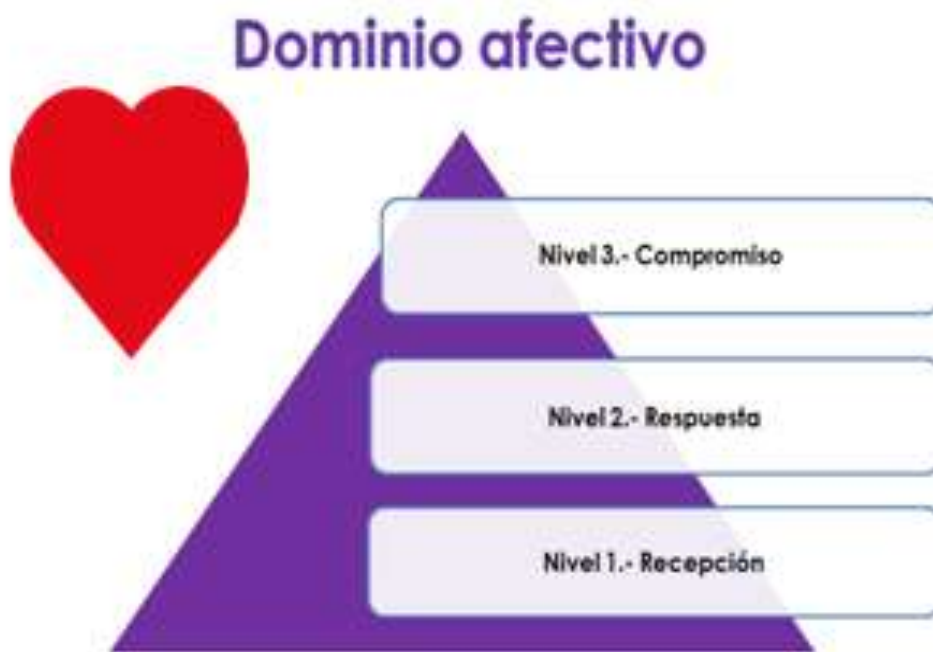 Dominio afectivo
Nivel 3.- Compromiso
Nivel 2.- Respuesta
Nivel 1.- Recepción